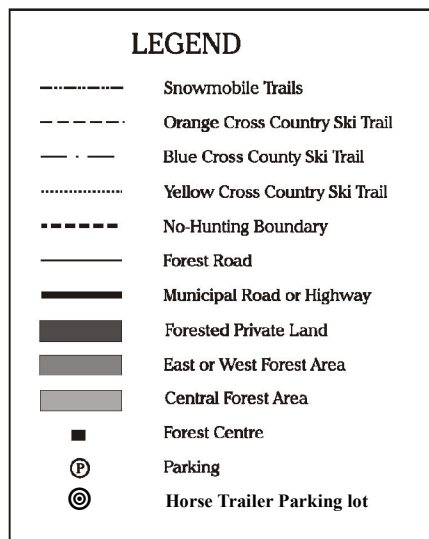 LEGEND
Snowmobile Trails
Orange Cross Country Ski Trail
Blue Cross County Ski Trail
Yellow Cross Country Ski Trail
No-Hunting Boundary
Forest Road
Municipal Road or Highway
Forested Private Land
East or West Forest Area
Central Forest Area
Forest Centre
P Parking
Horse Trailer Parking lot